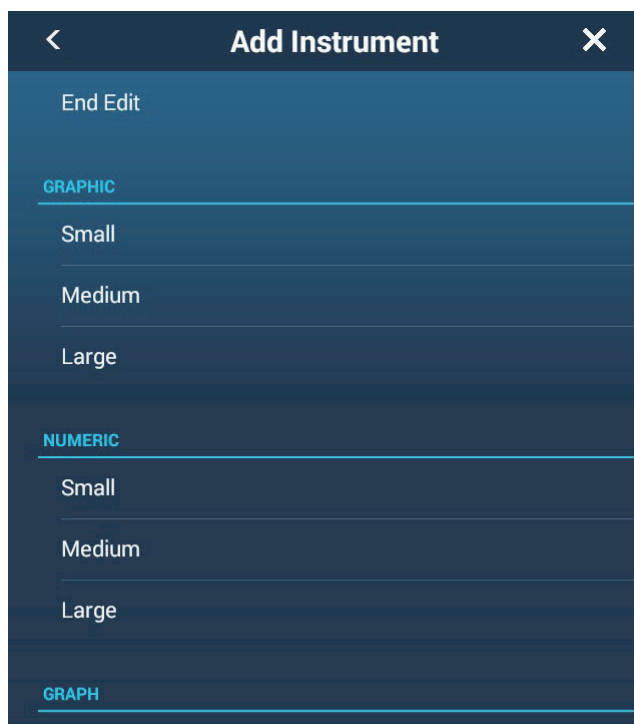 Add Instrument
End Edit
GRAPHIC
Small
Medium
Large
NUMERIC
Small
Medium
Large
GRAPH